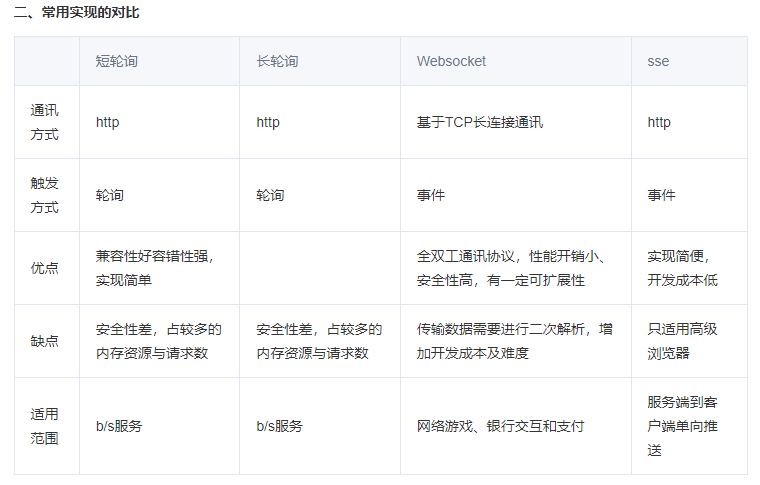 二、常用实现的对比
短轮询 长轮询 Websocket sse
通讯
方式
http http 基于TCP长连接通讯 http
触发
方式
轮询 轮询 事件 事件
优点
兼容性好容错性强,
实现简单
全双工通讯协议，性能开销小、
安全性高，有一定可扩展性
实现简便，
开发成本低
缺点
安全性差，占较多的
内存资源与请求数
安全性差，占较多的
内存资源与请求数
传输数据需要进行二次解析，增
加开发成本及难度
只适用高级
浏览器
适用
范围
b/s服务 b/s服务 网络游戏、银行交互和支付
服务端到客
户端单向推
送